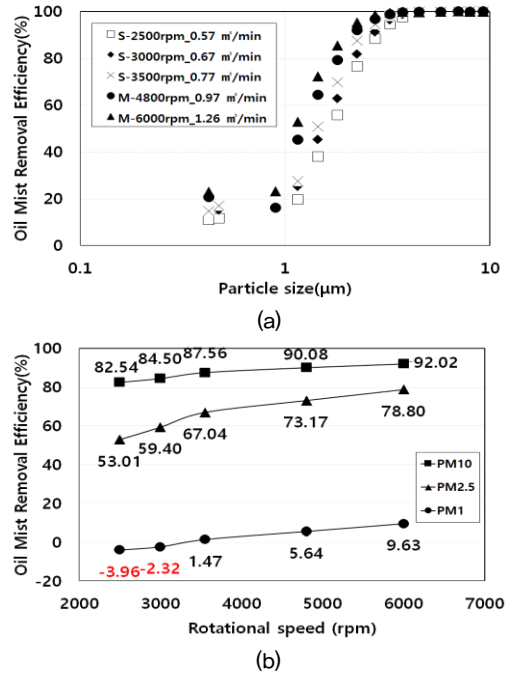 100
80
60
40
20
0
Oil Mist Removal Efficiency(%)
S-2500rpm_0.57 ㎥/min
S-3000rpm_0.67 ㎥/min
S-3500rpm_0.77 ㎥/min
M-4800rpm_0.97 ㎥/min
M-6000rpm_1.26 ㎥/min
0.1 1 10
Particle size(μm)
(a)
100
80
60
40
20
0
-20
Oil Mist Removal Efficiency(%)
82.54 84.50 87.56 90.08 92.02
53.01 59.40 67.04 73.17 78.80
-3.96 -2.32 1.47 5.64 9.63
PM10
PM2.5
PM1
2000 3000 4000 5000 6000 7000
Rotational speed (rpm)
(b)